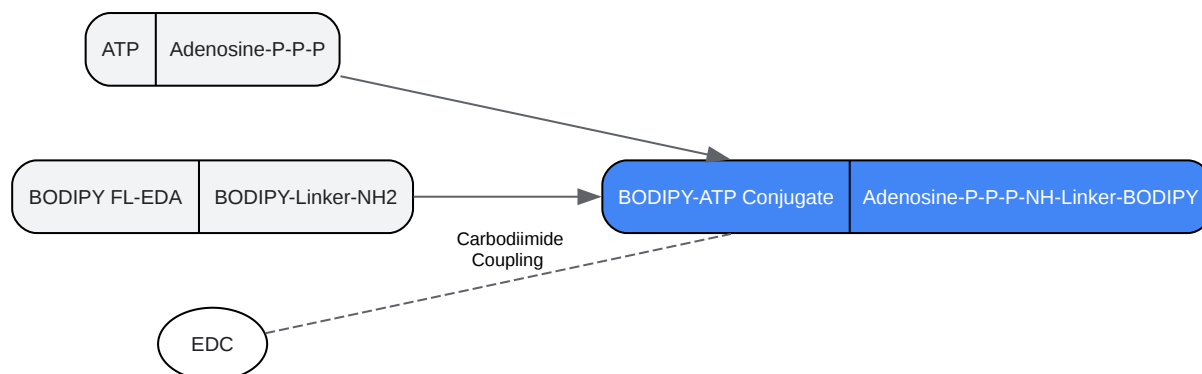 ATP
Adenosine-P-P-P
BODIPY FL-EDA
BODIPY-Linker-NH2
BODIPY-ATP Conjugate
Adenosine-P-P-P-NH-Linker-BODIPY
Carbodiimide
Coupling
EDC